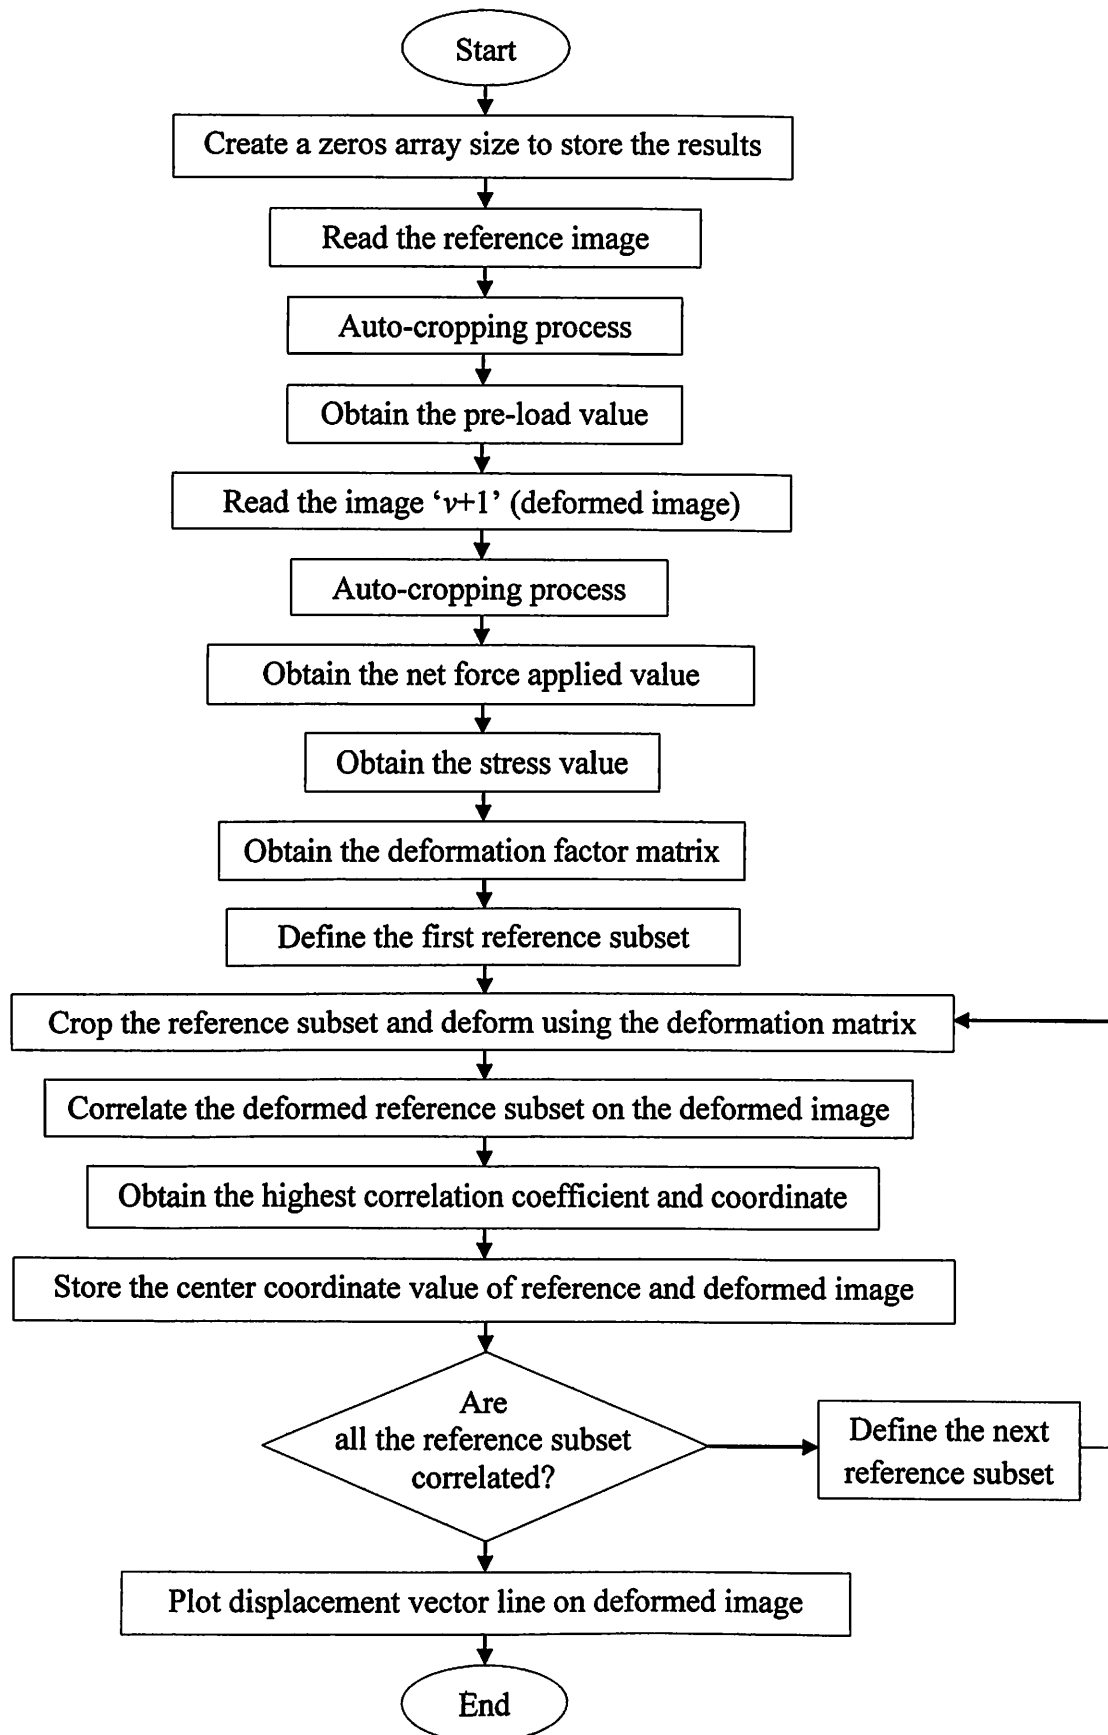 Start
Create a zeros array size to store the results
Read the reference image
Auto-cropping process
Obtain the pre-load value
Read the image ‘v+1’ (deformed image)
Auto-cropping process
Obtain the net force applied value
Obtain the stress value
Obtain the deformation factor matrix
Define the first reference subset
Crop the reference subset and deform using the deformation matrix
Correlate the deformed reference subset on the deformed image
Obtain the highest correlation coefficient and coordinate
Store the center coordinate value of reference and deformed image
Are
all the reference subset
correlated?
Define the next
reference subset
Plot displacement vector line on deformed image
End